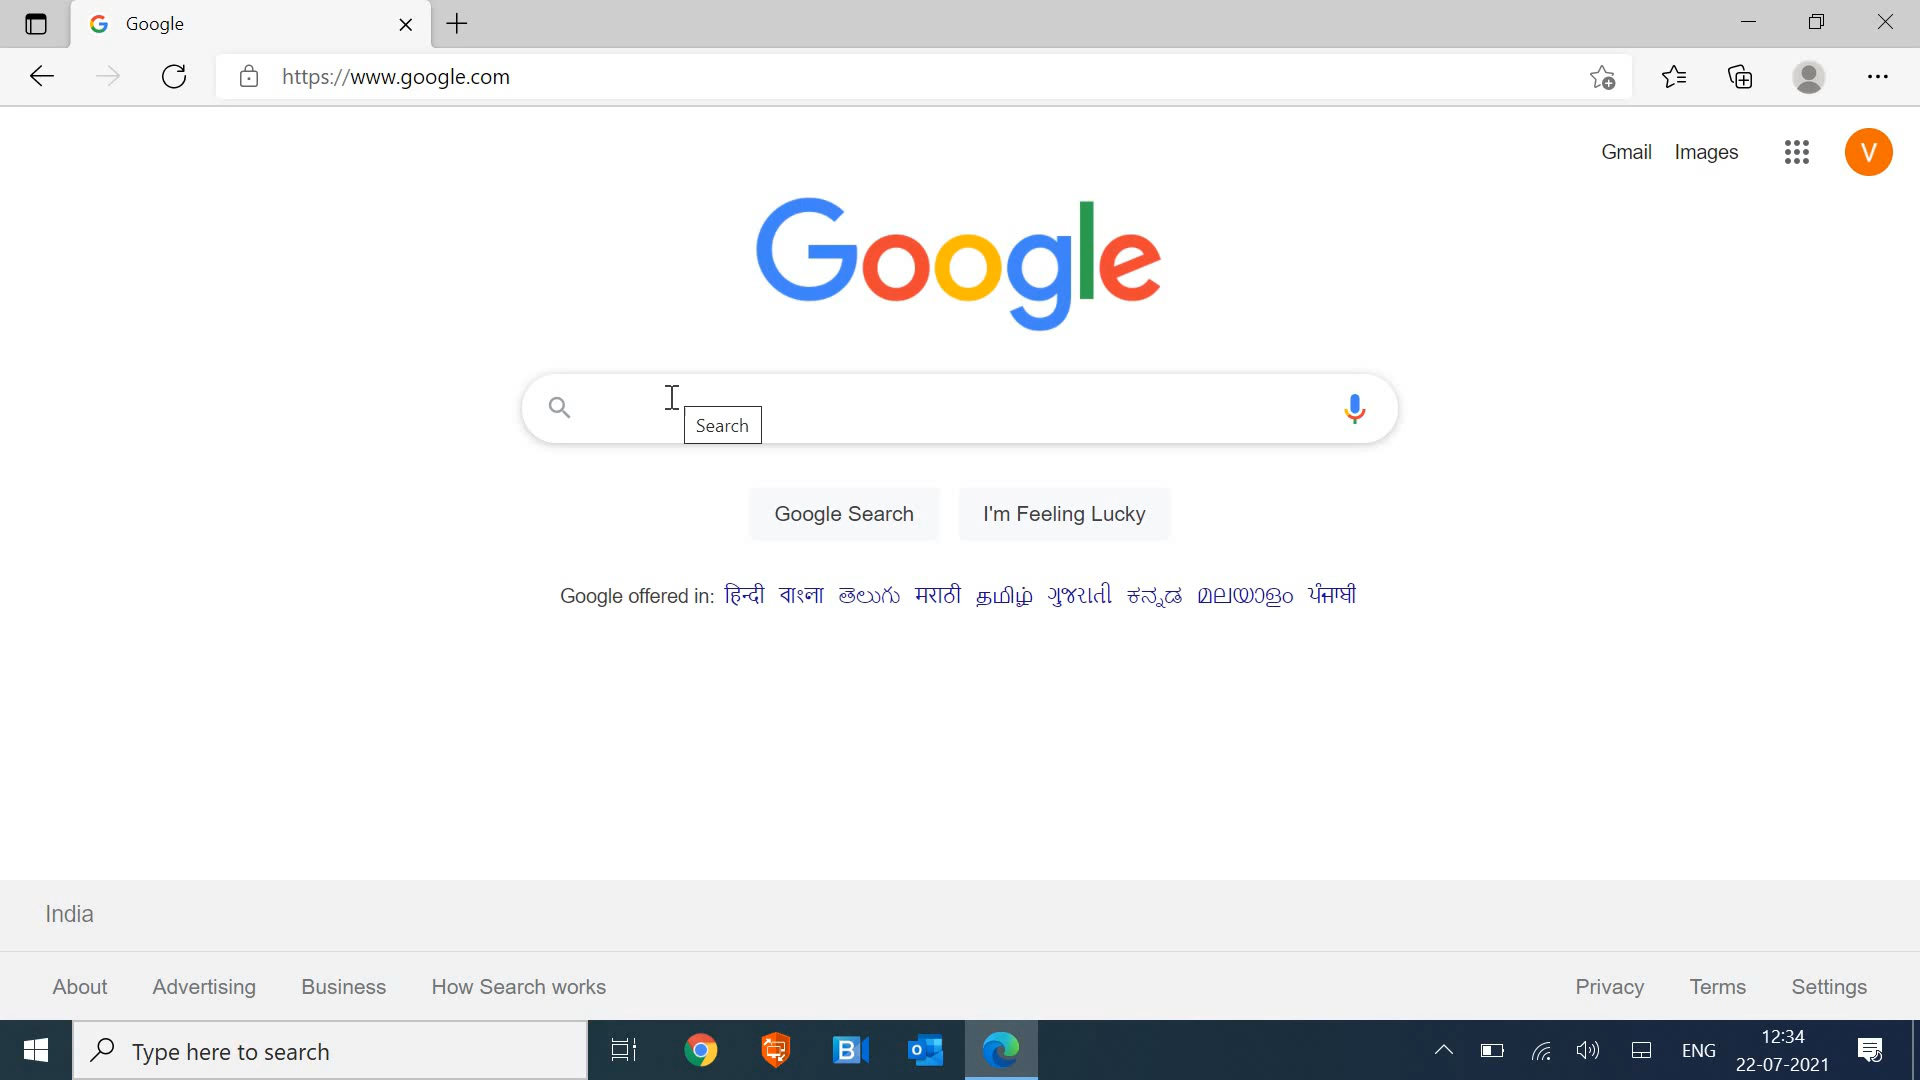 Google
https://www.google.com
Gmail Images
V
Google
Search
Google Search I'm Feeling Lucky
Google offered in: हिन्दी বাংলা తెలుగు मराठी தமிழ் ગુજરાતી ಕನ್ನಡ മലയാളം ਪੰਜਾਬੀ
India
About Advertising Business How Search works Privacy Terms Settings
Type here to search
ENG
12:34
22-07-2021